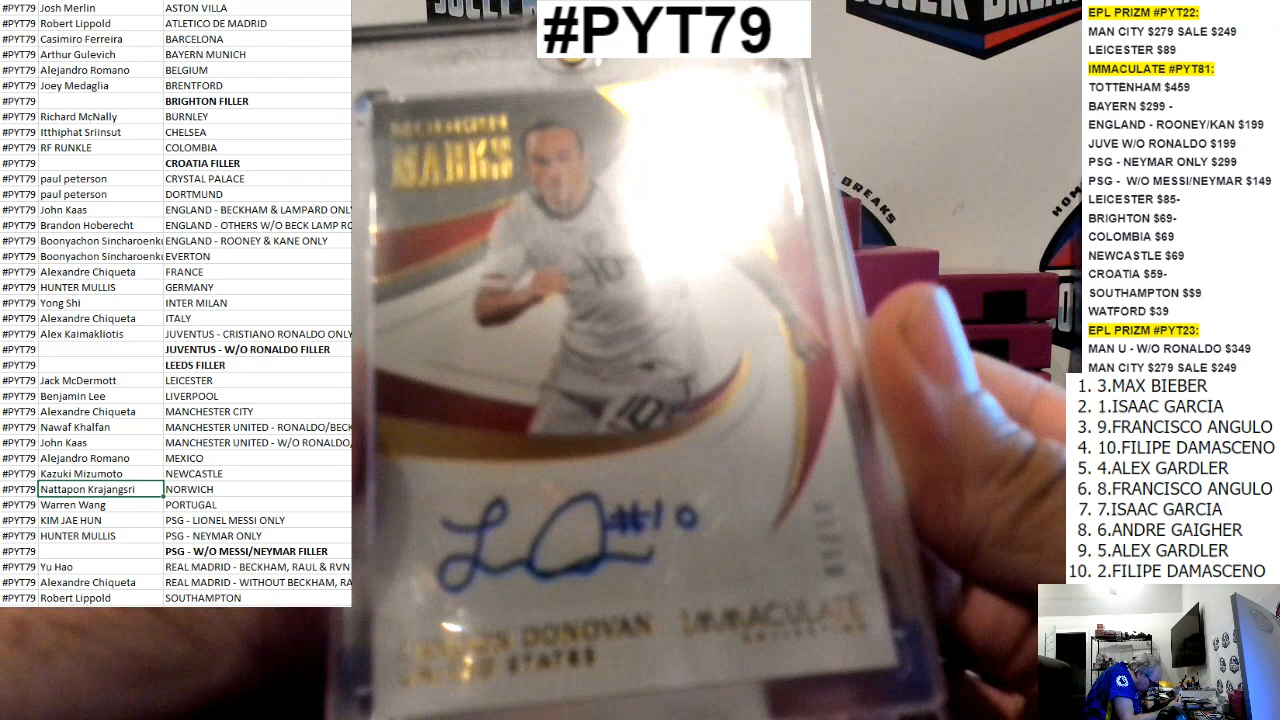 #PYT79
#PYT79 Josh Merlin ASTON VILLA
#PYT79 Robert Lippold ATLETICO DE MADRID
#PYT79 Casimiro Ferreira BARCELONA
#PYT79 Arthur Gulevich BAYERN MUNICH
#PYT79 Alejandro Romano BELGIUM
#PYT79 Joey Medaglia BRENTFORD
#PYT79 BRIGHTON FILLER
#PYT79 Richard McNally BURNLEY
#PYT79 Itthiphat Sriinsut CHELSEA
#PYT79 RF RUNKLE COLOMBIA
#PYT79 CROATIA FILLER
#PYT79 paul peterson CRYSTAL PALACE
#PYT79 paul peterson DORTMUND
#PYT79 John Kaas ENGLAND - BECKHAM & LAMPARD ONLY
#PYT79 Brandon Hoberecht ENGLAND - OTHERS W/O BECK LAMP RO
#PYT79 Boonyachon Sincharoenku ENGLAND - ROONEY & KANE ONLY
#PYT79 Boonyachon Sincharoenku EVERTON
#PYT79 Alexandre Chiqueta FRANCE
#PYT79 HUNTER MULLIS GERMANY
#PYT79 Yong Shi INTER MILAN
#PYT79 Alexandre Chiqueta ITALY
#PYT79 Alex Kaimakliotis JUVENTUS - CRISTIANO RONALDO ONLY
#PYT79 JUVENTUS - W/O RONALDO FILLER
#PYT79 LEEDS FILLER
#PYT79 Jack McDermott LEICESTER
#PYT79 Benjamin Lee LIVERPOOL
#PYT79 Alexandre Chiqueta MANCHESTER CITY
#PYT79 Nawaf Khalfan MANCHESTER UNITED - RONALDO/BECK
#PYT79 John Kaas MANCHESTER UNITED - W/O RONALDO/
#PYT79 Alejandro Romano MEXICO
#PYT79 Kazuki Mizumoto NEWCASTLE
#PYT79 Nattapon Krajangsri NORWICH
#PYT79 Warren Wang PORTUGAL
#PYT79 KIM JAE HUN PSG - LIONEL MESSI ONLY
#PYT79 HUNTER MULLIS PSG - NEYMAR ONLY
#PYT79 PSG - W/O MESSI/NEYMAR FILLER
#PYT79 Yu Hao REAL MADRID - BECKHAM, RAUL & RVN
#PYT79 Alexandre Chiqueta REAL MADRID - WITHOUT BECKHAM, RA
#PYT79 Robert Lippold SOUTHAMPTON
MARKS
10
10
#10
DONOVAN
STATES
IMMACULATE
COLLECTION
BREAKS
EPL PRIZM #PYT22:
MAN CITY $279 SALE $249
LEICESTER $89
IMMACULATE #PYT81:
TOTTENHAM $459
BAYERN $299 -
ENGLAND - ROONEY/KAN $199
JUVE W/O RONALDO $199
PSG - NEYMAR ONLY $299
PSG - W/O MESSI/NEYMAR $149
LEICESTER $85-
BRIGHTON $69-
COLOMBIA $69
NEWCASTLE $69
CROATIA $59-
SOUTHAMPTON $$9
WATFORD $39
EPL PRIZM #PYT23:
MAN U - W/O RONALDO $349
MAN CITY $279 SALE $249
1. 3.MAX BIEBER
2. 1.ISAAC GARCIA
3. 9.FRANCISCO ANGULO
4. 10.FILIPE DAMASCENO
5. 4.ALEX GARDLER
6. 8.FRANCISCO ANGULO
7. 7.ISAAC GARCIA
8. 6.ANDRE GAIGHER
9. 5.ALEX GARDLER
10. 2.FILIPE DAMASCENO